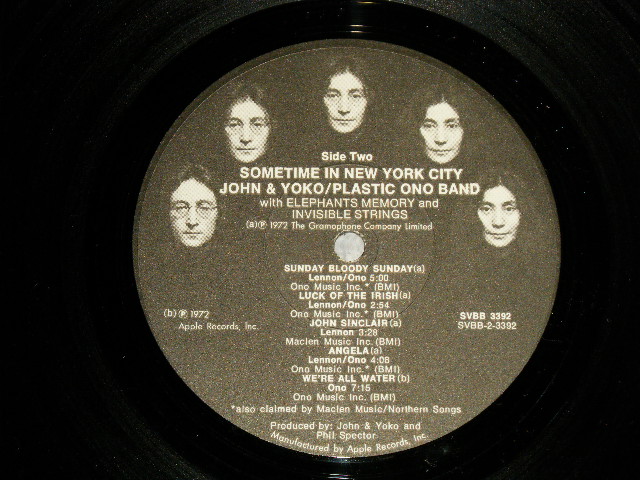 Side Two
SOMETIME IN NEW YORK CITY
JOHN & YOKO/PLASTIC ONO BAND
with ELEPHANTS MEMORY and
INVISIBLE STRINGS
(a)℗ 1972 The Gramophone Company Limited
SUNDAY BLOODY SUNDAY(a)
Lennon/Ono 5:00
Ono Music Inc.* (BMI)
LUCK OF THE IRISH(a)
Lennon/Ono 2:54
Ono Music Inc.* (BMI)
JOHN SINCLAIR(a)
Lennon 3:28
Maclen Music Inc. (BMI)
ANGELA(a)
Lennon/Ono 4:08
Ono Music Inc.* (BMI)
WE'RE ALL WATER(b)
Ono 7:15
Ono Music Inc. (BMI)
(b) ℗ 1972
Apple Records, Inc.
SVBB 3392
SVBB-2-3392
*also claimed by Maclen Music/Northern Songs
Produced by: John & Yoko and
Phil Spector
Manufactured by Apple Records, Inc.